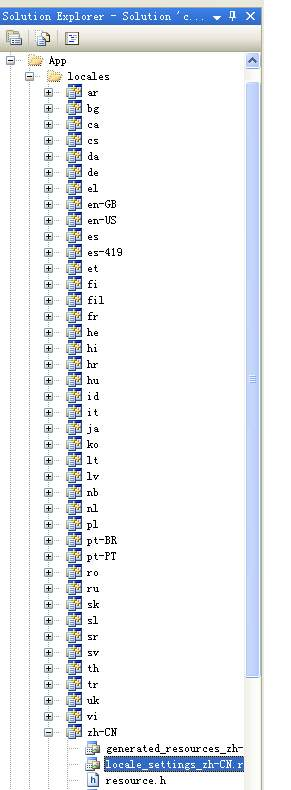 Solution Explorer - Solution 'c...
App
locales
ar
bg
ca
cs
da
de
el
en-GB
en-US
es
es-419
et
fi
fil
fr
he
hi
hr
hu
id
it
ja
ko
lt
lv
nb
nl
pl
pt-BR
pt-PT
ro
ru
sk
sl
sr
sv
th
tr
uk
vi
zh-CN
generated_resources_zh-
locale_settings_zh-CN.r
resource.h